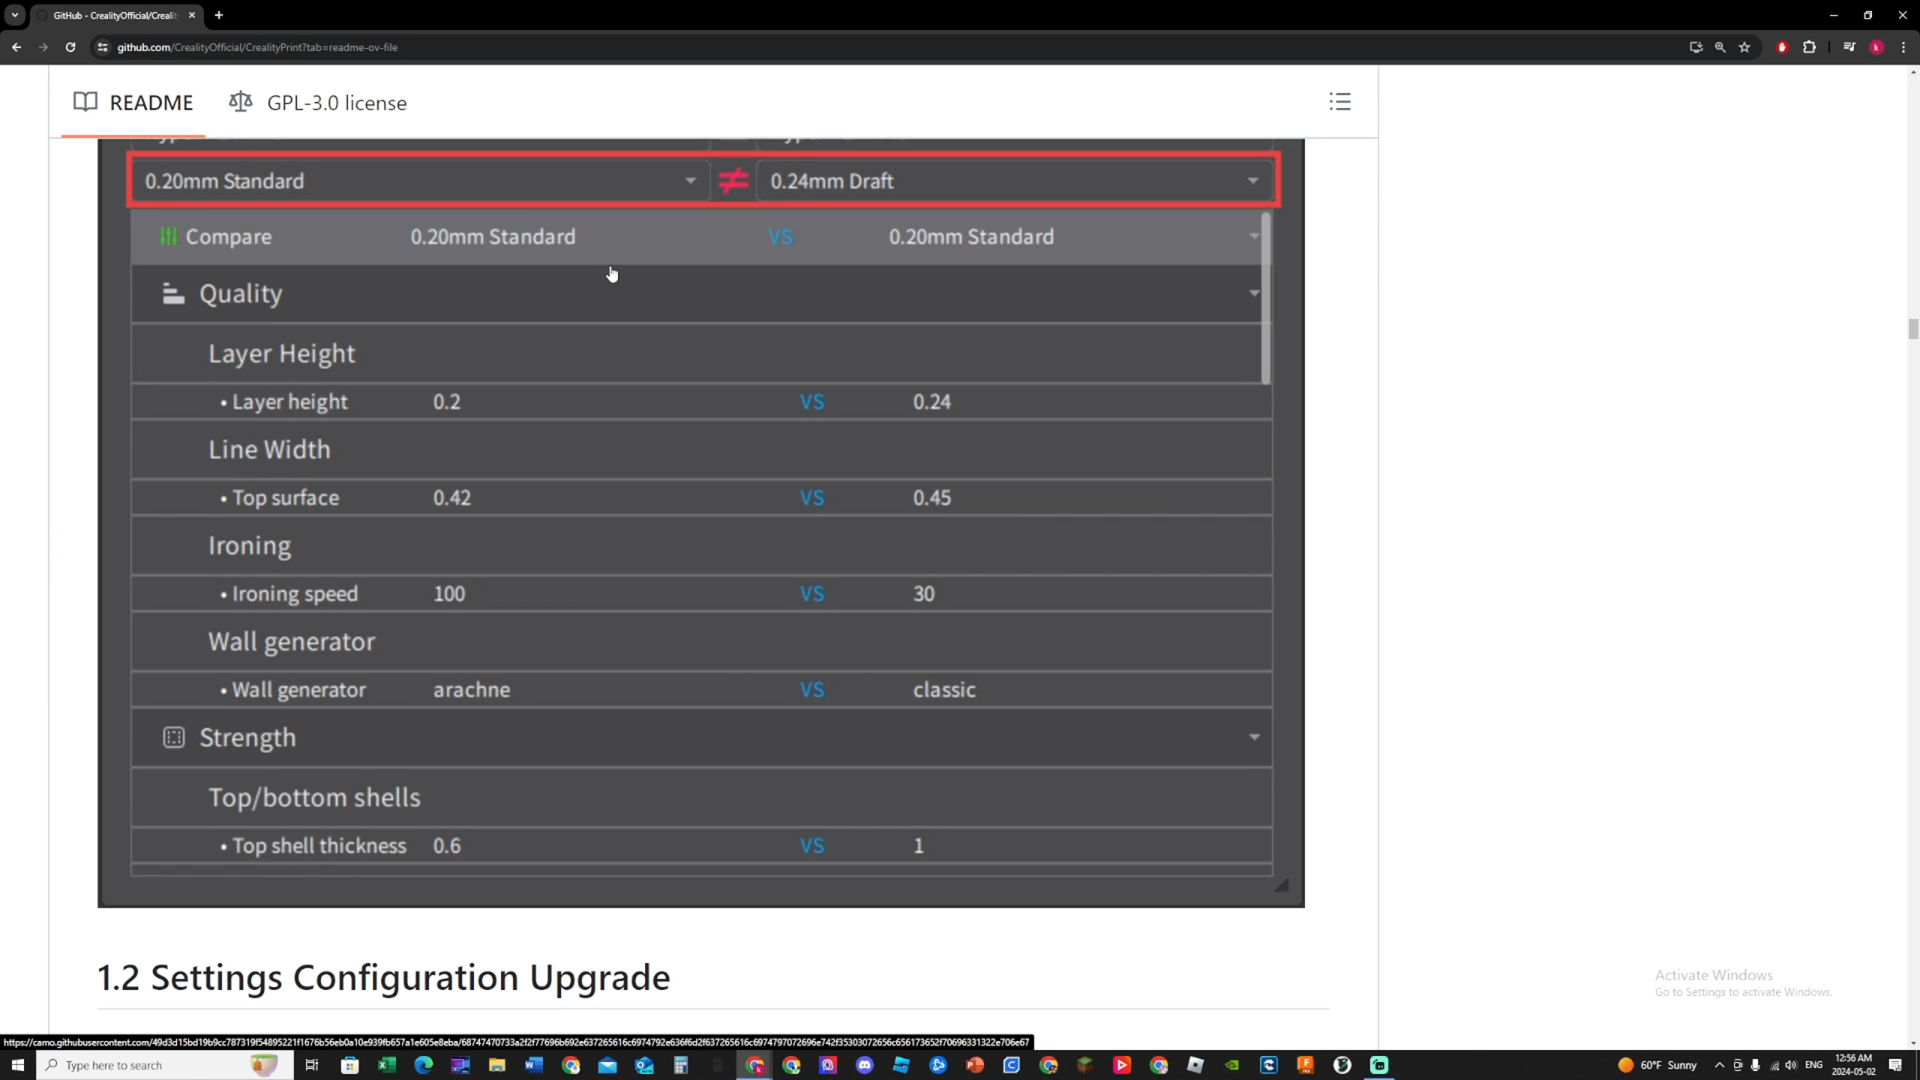 GitHub - CrealityOfficial/Creali
github.com/CrealityOfficial/CrealityPrint?tab=readme-ov-file
README
GPL-3.0 license
0.20mm Standard ≠ 0.24mm Draft
Compare 0.20mm Standard VS 0.20mm Standard
Quality
Layer Height
• Layer height 0.2 VS 0.24
Line Width
• Top surface 0.42 VS 0.45
Ironing
• Ironing speed 100 VS 30
Wall generator
• Wall generator arachne VS classic
Strength
Top/bottom shells
• Top shell thickness 0.6 VS 1
1.2 Settings Configuration Upgrade
Activate Windows
Go to Settings to activate Windows.
Type here to search
60°F Sunny
ENG
12:56 AM
2024-05-02